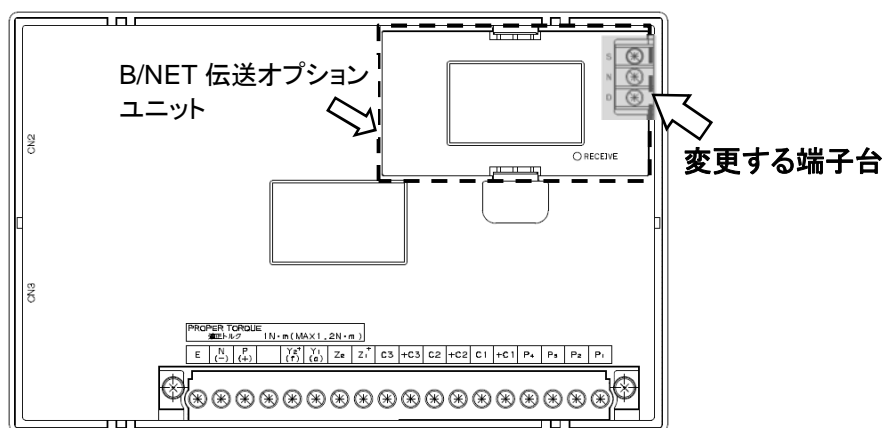 B/NET 伝送オプション
ユニット
S
N
D
RECEIVE
変更する端子台
CN2
CN3
PROPER TORQUE
適正トルク 1N・m(MAX1.2N・m)
E N(-) P(+) Y2+(f) Y1(a) Z2 Z1+ C3 +C3 C2 +C2 C1 +C1 P4 P3 P2 P1